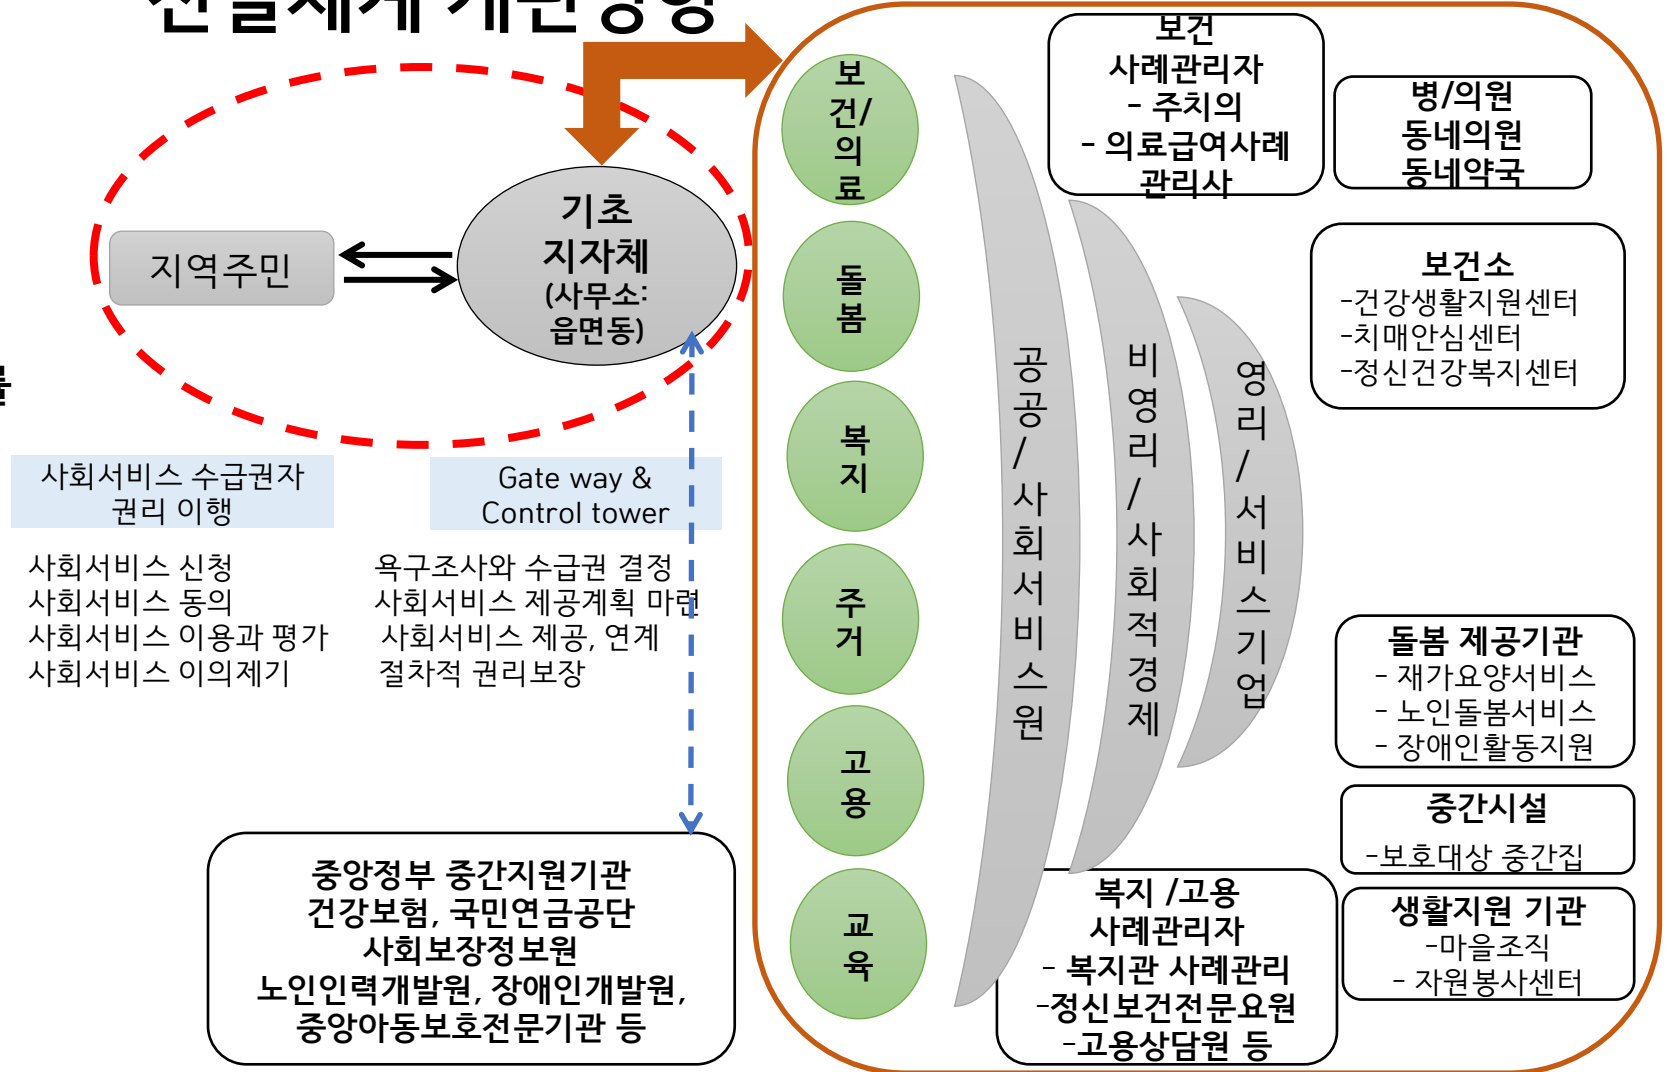 전달체계 개편방향
지역주민
기초
지자체
(사무소:
읍면동)
사회서비스 수급권자
권리 이행
사회서비스 신청
사회서비스 동의
사회서비스 이용과 평가
사회서비스 이의제기
Gate way &
Control tower
욕구조사와 수급권 결정
사회서비스 제공계획 마련
사회서비스 제공, 연계
절차적 권리보장
중앙정부 중간지원기관
건강보험, 국민연금공단
사회보장정보원
노인인력개발원, 장애인개발원,
중앙아동보호전문기관 등
보
건/
의
료
돌
봄
복
지
주
거
고
용
교
육
공공/사회서비스원
비영리/사회적경제
영리/서비스기업
보건
사례관리자
- 주치의
- 의료급여사례
관리사
병/의원
동네의원
동네약국
보건소
-건강생활지원센터
-치매안심센터
-정신건강복지센터
돌봄 제공기관
- 재가요양서비스
- 노인돌봄서비스
- 장애인활동지원
중간시설
-보호대상 중간집
생활지원 기관
-마을조직
- 자원봉사센터
복지 /고용
사례관리자
- 복지관 사례관리
-정신보건전문요원
-고용상담원 등